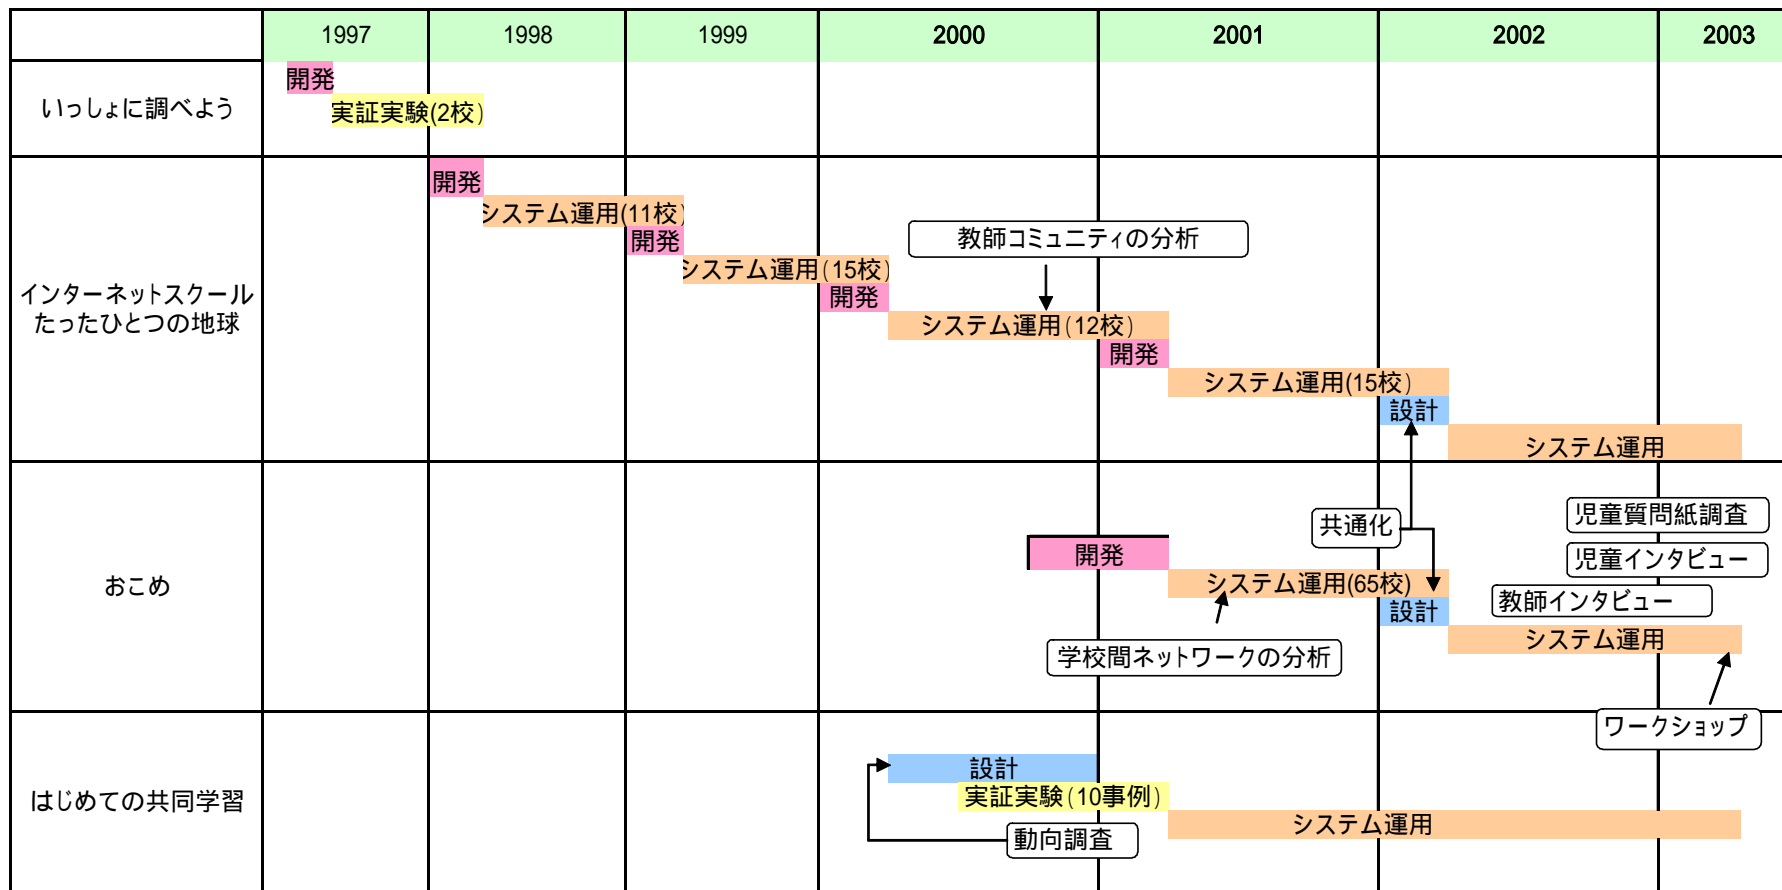 1997 1998 1999 2000 2001 2002 2003
いっしょに調べよう
開発
実証実験(2校)
インターネットスクール
たったひとつの地球
開発
システム運用(11校)
開発
システム運用(15校)
開発
システム運用(12校)
教師コミュニティの分析
開発
システム運用(15校)
設計
システム運用
おこめ
共通化
開発
システム運用(65校)
設計
システム運用
児童質問紙調査
児童インタビュー
教師インタビュー
学校間ネットワークの分析
ワークショップ
はじめての共同学習
設計
実証実験(10事例)
システム運用
動向調査